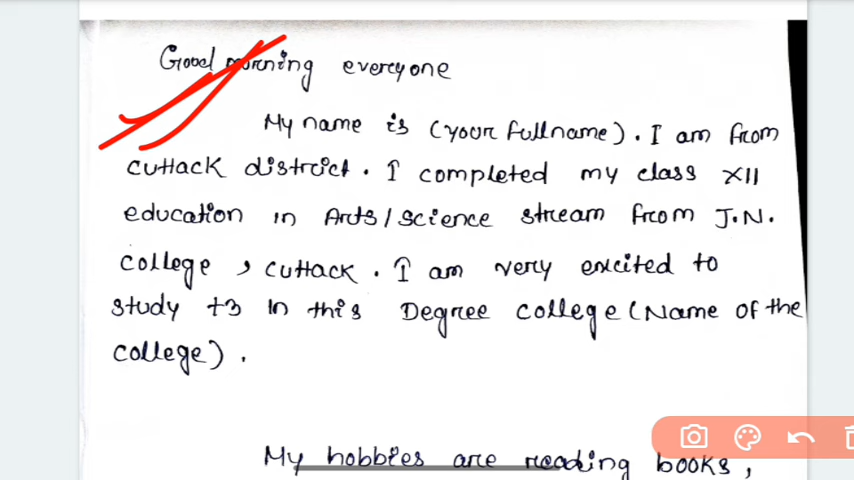 Good morning everyone
My name is (your fullname). I am from
cuttack district. I completed my class XII
education in Arts/Science stream from J.N.
college, cuttack. I am very excited to
study +3 in this Degree college (Name of the
college).
My hobbies are reading books,